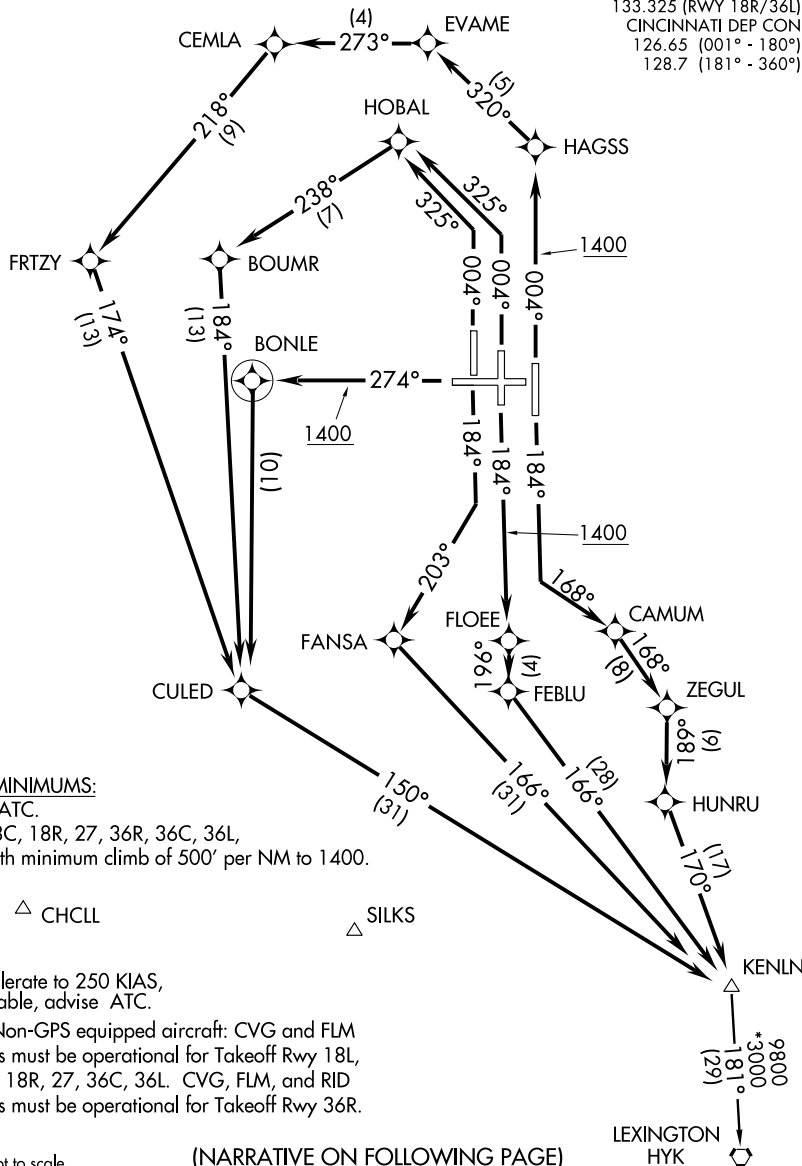 133.325 (RWY 18R/36L)
CINCINNATI DEP CON
126.65 (001° - 180°)
128.7 (181° - 360°)
CEMLA
(4)
273°
EVAME
(5)
320°
218°
(9)
HOBAL
HAGSS
238°
(7)
325°
325°
FRTZY
BOUMR
004°
004°
004°
1400
174°
(13)
184°
(13)
BONLE
274°
1400
(10)
184°
184°
184°
1400
203°
168°
FANSA
FLOEE
CAMUM
196°
(4)
168°
(8)
CULED
FEBLU
ZEGUL
189°
(9)
150°
(31)
166°
(31)
(28)
166°
HUNRU
MINIMUMS:
ATC.
C, 18R, 27, 36R, 36C, 36L,
th minimum climb of 500' per NM to 1400.
(17)
170°
CHCLL
SILKS
KENLN
lerate to 250 KIAS,
able, advise ATC.
Non-GPS equipped aircraft: CVG and FLM
s must be operational for Takeoff Rwy 18L,
18R, 27, 36C, 36L. CVG, FLM, and RID
s must be operational for Takeoff Rwy 36R.
9800
*3000
181°
(29)
LEXINGTON
HYK
ot to scale
(NARRATIVE ON FOLLOWING PAGE)